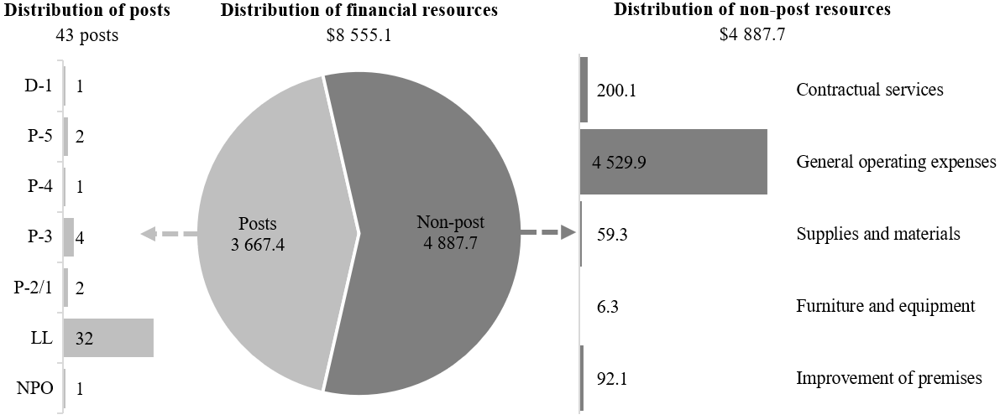 Distribution of posts
43 posts
D-1 1
P-5 2
P-4 1
P-3 4
P-2/1 2
LL 32
NPO 1
Distribution of financial resources
$8 555.1
Posts
3 667.4
Non-post
4 887.7
Distribution of non-post resources
$4 887.7
200.1 Contractual services
4 529.9 General operating expenses
59.3 Supplies and materials
6.3 Furniture and equipment
92.1 Improvement of premises